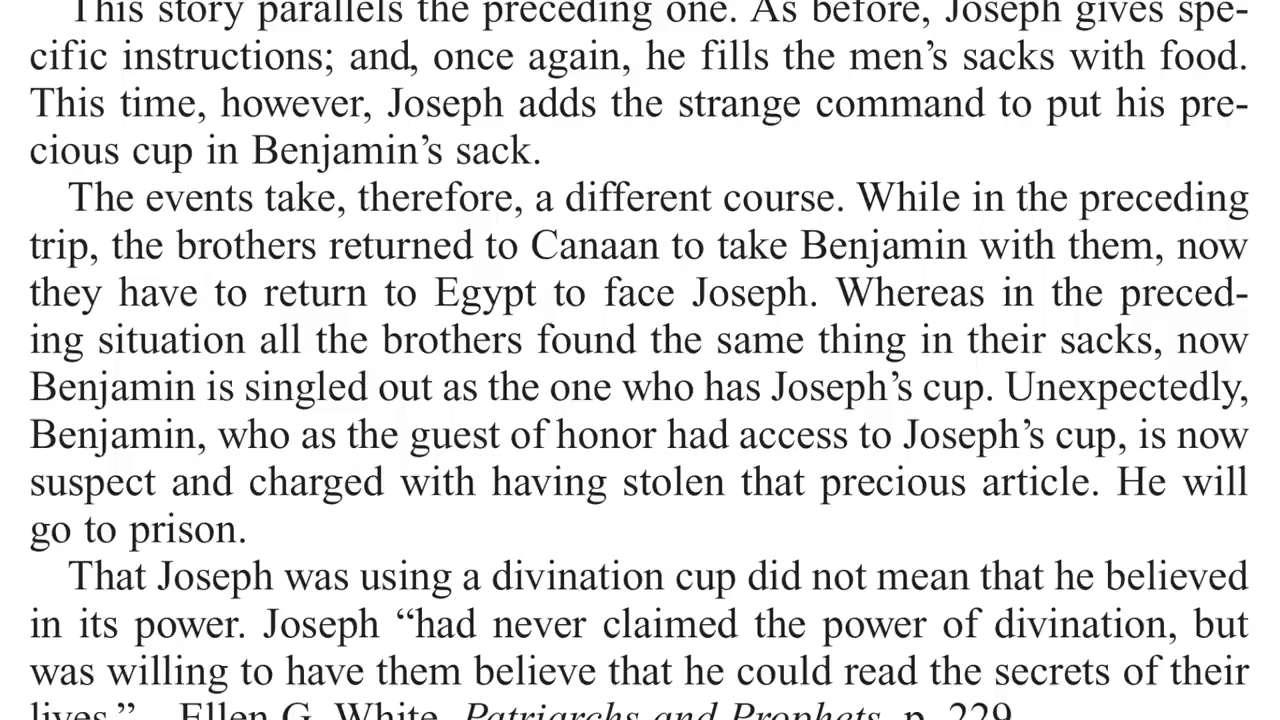 This story parallels the preceding one. As before, Joseph gives spe-
cific instructions; and, once again, he fills the men’s sacks with food.
This time, however, Joseph adds the strange command to put his pre-
cious cup in Benjamin’s sack.
The events take, therefore, a different course. While in the preceding
trip, the brothers returned to Canaan to take Benjamin with them, now
they have to return to Egypt to face Joseph. Whereas in the preced-
ing situation all the brothers found the same thing in their sacks, now
Benjamin is singled out as the one who has Joseph’s cup. Unexpectedly,
Benjamin, who as the guest of honor had access to Joseph’s cup, is now
suspect and charged with having stolen that precious article. He will
go to prison.
That Joseph was using a divination cup did not mean that he believed
in its power. Joseph “had never claimed the power of divination, but
was willing to have them believe that he could read the secrets of their
lives.”—Ellen G. White, Patriarchs and Prophets, p. 229.